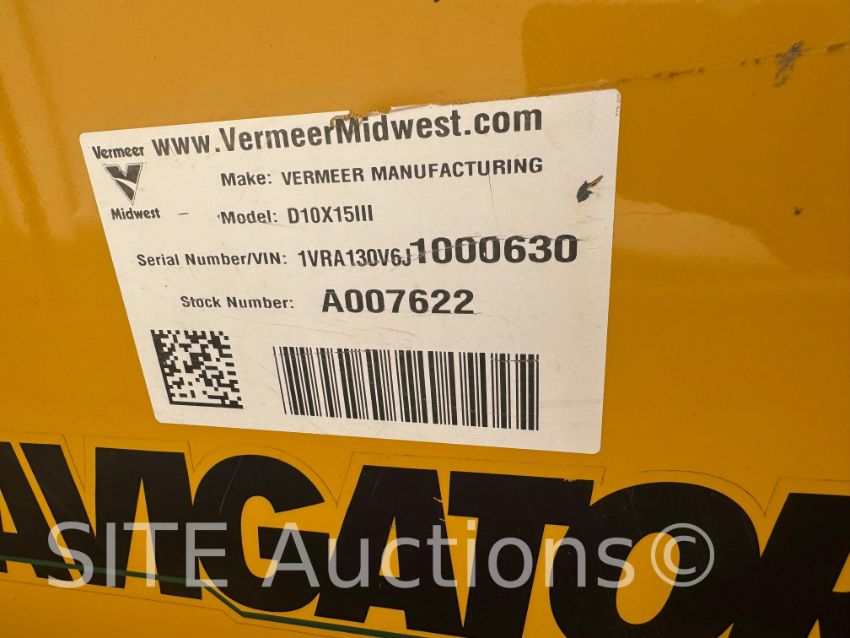 Vermeer
Midwest
www.VermeerMidwest.com
Make: VERMEER MANUFACTURING
Model: D10X15III
Serial Number/VIN: 1VRA130V6J1000630
Stock Number: A007622
AVIGATOR
SITE Auctions©